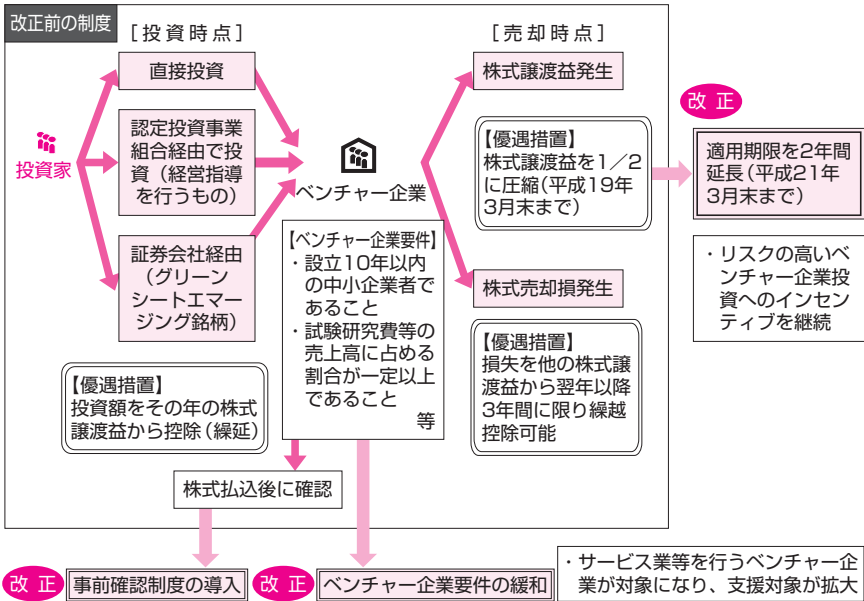 改正前の制度
［投資時点］
［売却時点］
投資家
直接投資
認定投資事業
組合経由で投
資（経営指導
を行うもの）
証券会社経由
（グリーン
シートエマー
ジング銘柄）
【優遇措置】
投資額をその年の株式
譲渡益から控除（繰延）
ベンチャー企業
【ベンチャー企業要件】
・設立10年以内
の中小企業者で
あること
・試験研究費等の
売上高に占める
割合が一定以上
であること
等
株式払込後に確認
株式譲渡益発生
【優遇措置】
株式譲渡益を1／2
に圧縮（平成19年
3月末まで）
株式売却損発生
【優遇措置】
損失を他の株式譲
渡益から翌年以降
3年間に限り繰越
控除可能
改正
適用期限を2年間
延長（平成21年
3月末まで）
・リスクの高いベ
ンチャー企業投
資へのインセン
ティブを継続
改正
事前確認制度の導入
改正
ベンチャー企業要件の緩和
・サービス業等を行うベンチャー企
業が対象になり、支援対象が拡大